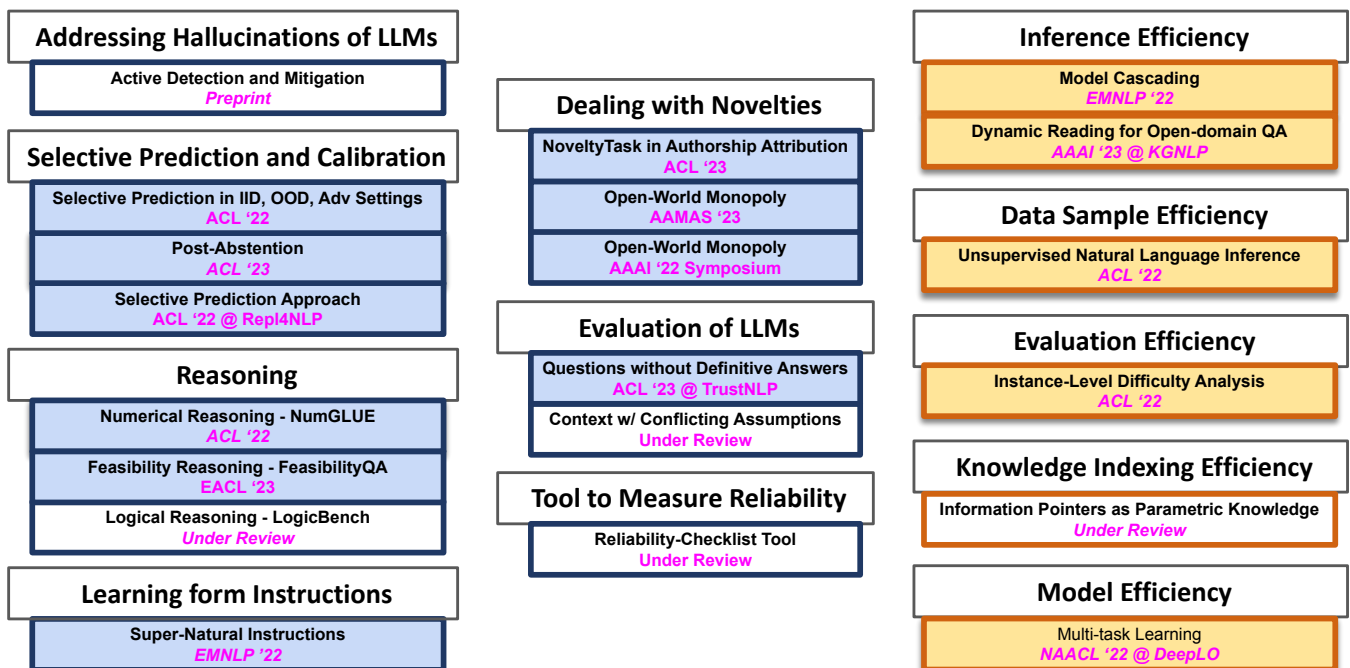 Addressing Hallucinations of LLMs
Active Detection and Mitigation
Preprint
Selective Prediction and Calibration
Selective Prediction in IID, OOD, Adv Settings
ACL ‘22
Post-Abstention
ACL ‘23
Selective Prediction Approach
ACL ‘22 @ Repl4NLP
Reasoning
Numerical Reasoning - NumGLUE
ACL ‘22
Feasibility Reasoning - FeasibilityQA
EACL ‘23
Logical Reasoning - LogicBench
Under Review
Learning form Instructions
Super-Natural Instructions
EMNLP ‘22
Dealing with Novelties
NoveltyTask in Authorship Attribution
ACL ‘23
Open-World Monopoly
AAMAS ‘23
Open-World Monopoly
AAAI ‘22 Symposium
Evaluation of LLMs
Questions without Definitive Answers
ACL ‘23 @ TrustNLP
Context w/ Conflicting Assumptions
Under Review
Tool to Measure Reliability
Reliability-Checklist Tool
Under Review
Inference Efficiency
Model Cascading
EMNLP ‘22
Dynamic Reading for Open-domain QA
AAAI ‘23 @ KGNLP
Data Sample Efficiency
Unsupervised Natural Language Inference
ACL ‘22
Evaluation Efficiency
Instance-Level Difficulty Analysis
ACL ‘22
Knowledge Indexing Efficiency
Information Pointers as Parametric Knowledge
Under Review
Model Efficiency
Multi-task Learning
NAACL ‘22 @ DeepLO